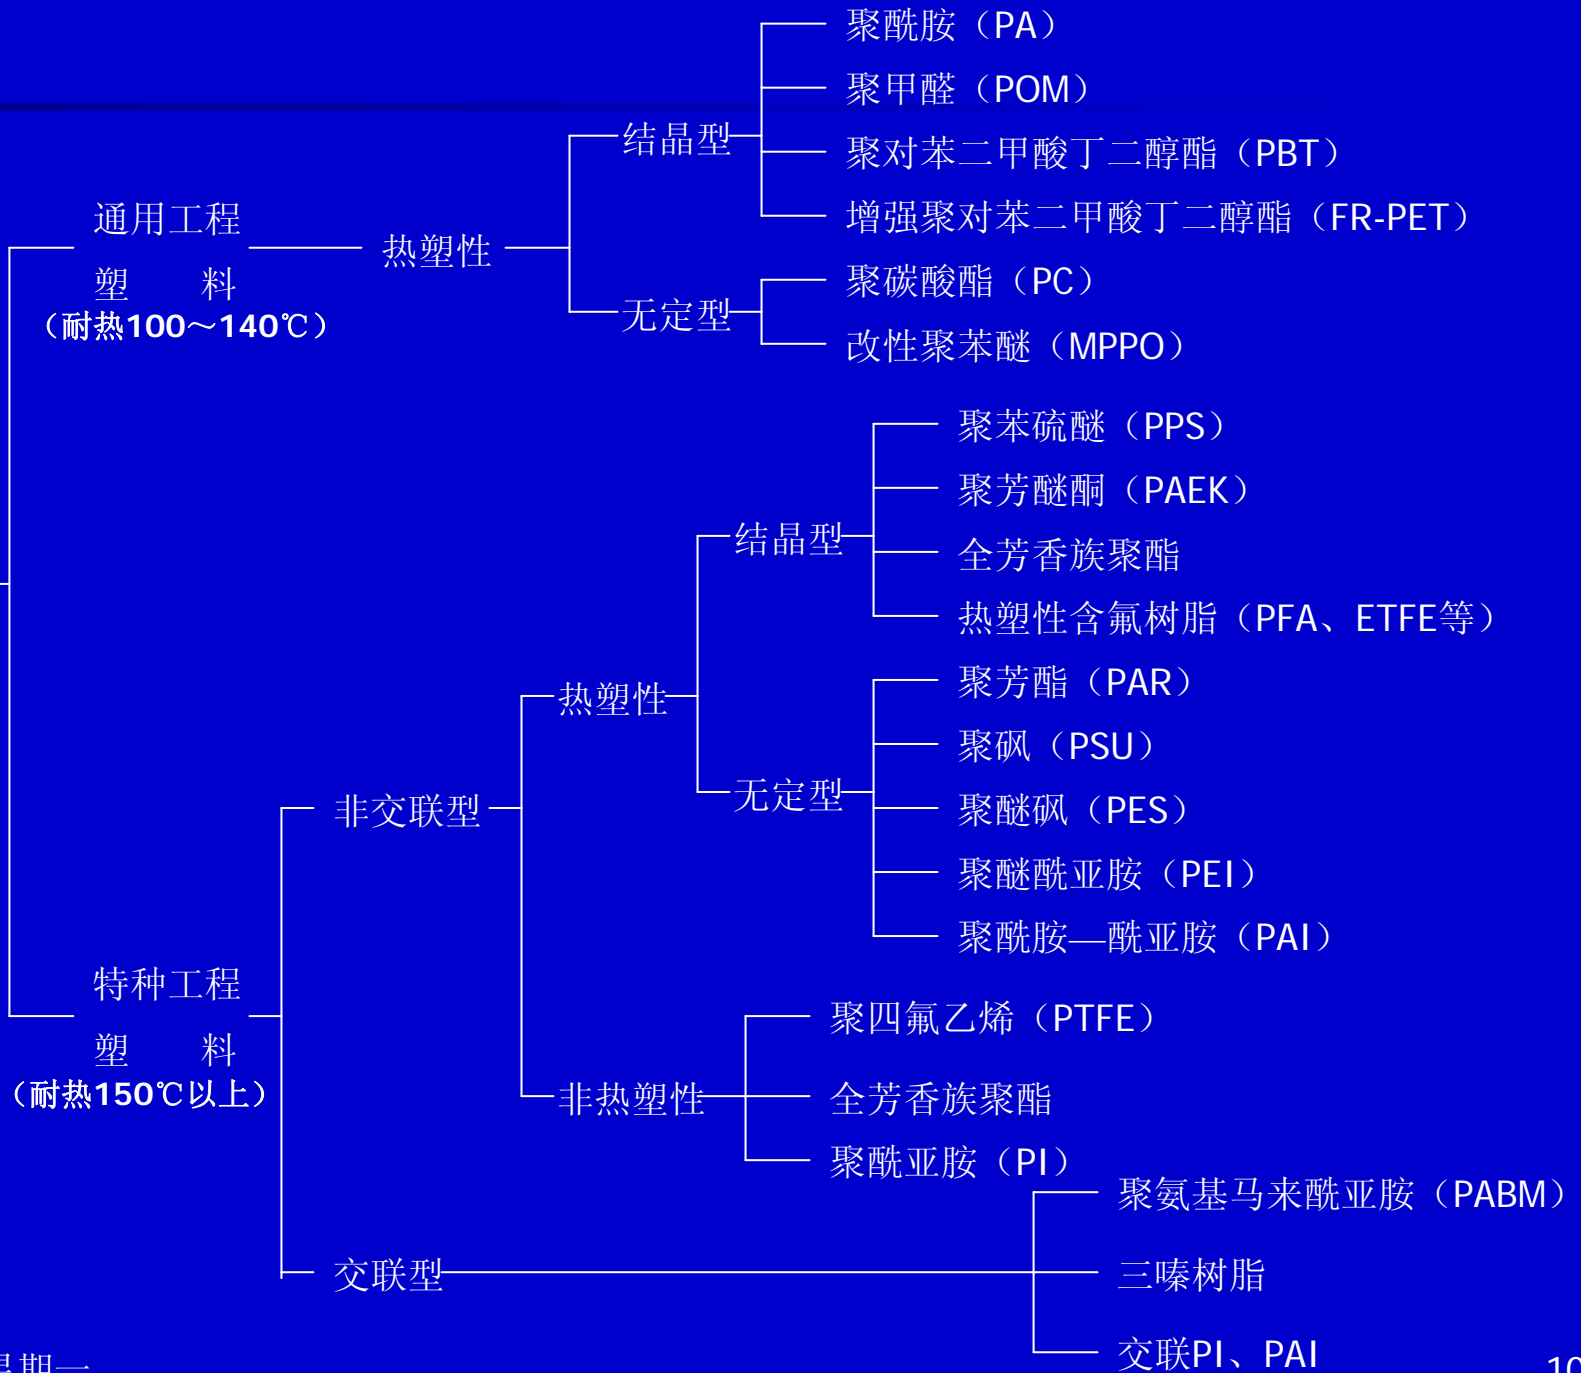 聚酰胺（PA）
聚甲醛（POM）
结晶型
聚对苯二甲酸丁二醇酯（PBT）
增强聚对苯二甲酸丁二醇酯（FR-PET）
通用工程
塑　　料
（耐热100～140℃）
热塑性
聚碳酸酯（PC）
无定型
改性聚苯醚（MPPO）
聚苯硫醚（PPS）
聚芳醚酮（PAEK）
结晶型
全芳香族聚酯
热塑性含氟树脂（PFA、ETFE等）
热塑性
聚芳酯（PAR）
聚砜（PSU）
无定型
聚醚砜（PES）
非交联型
聚醚酰亚胺（PEI）
聚酰胺—酰亚胺（PAI）
特种工程
塑　　料
（耐热150℃以上）
聚四氟乙烯（PTFE）
非热塑性
全芳香族聚酯
聚酰亚胺（PI）
聚氨基马来酰亚胺（PABM）
交联型
三嗪树脂
交联PI、PAI
星期一
10